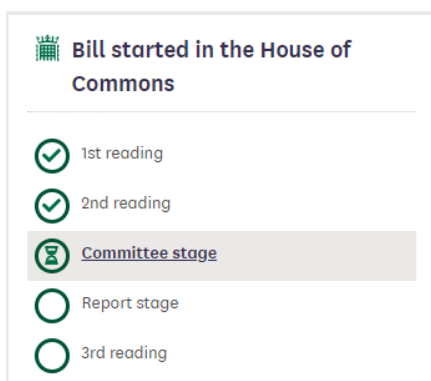 Bill started in the House of
Commons
1st reading
2nd reading
Committee stage
Report stage
3rd reading